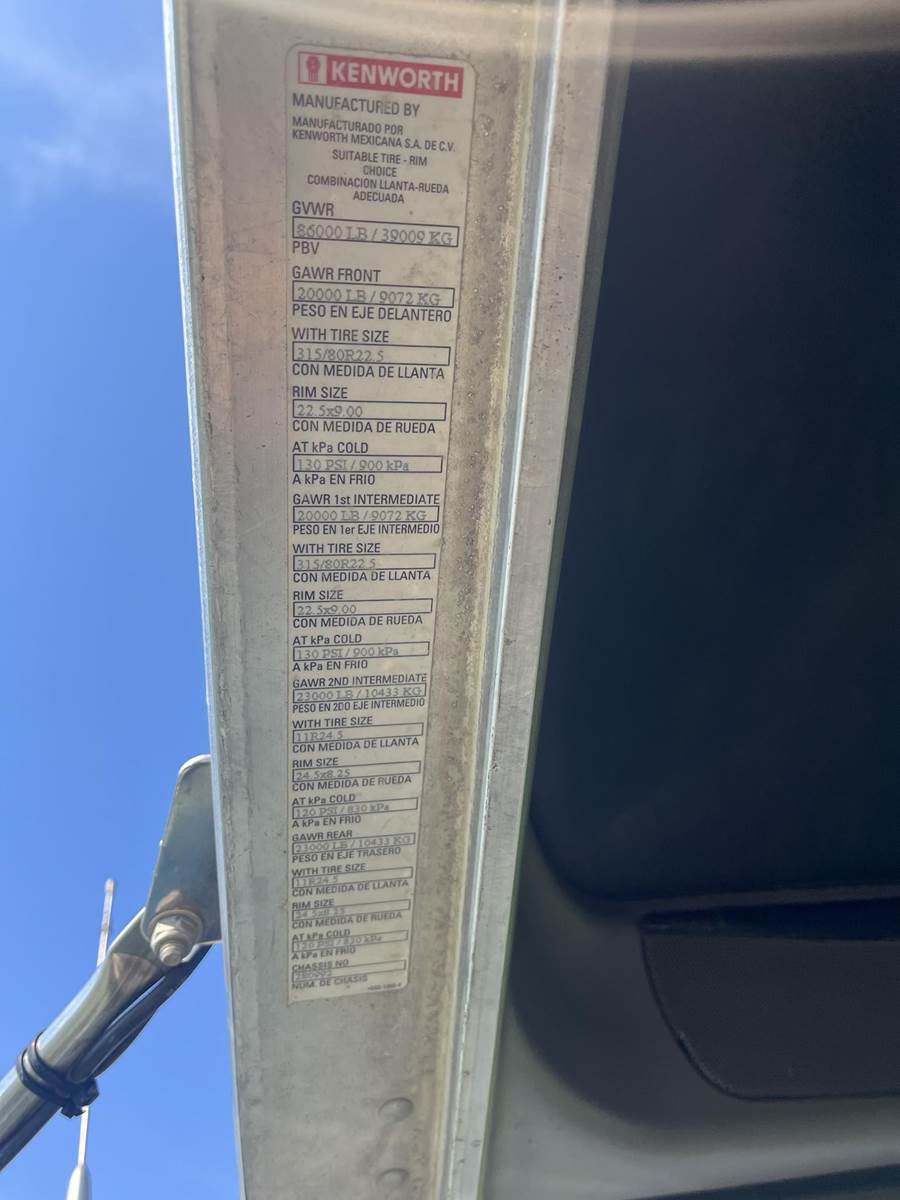 KENWORTH
MANUFACTURED BY
MANUFACTURADO POR
KENWORTH MEXICANA S.A. DE C.V.
SUITABLE TIRE - RIM
CHOICE
COMBINACION LLANTA-RUEDA
ADECUADA
GVWR
86000 LB / 39009 KG
PBV
GAWR FRONT
20000 LB / 9072 KG
PESO EN EJE DELANTERO
WITH TIRE SIZE
315/80R22.5
CON MEDIDA DE LLANTA
RIM SIZE
22.5x9.00
CON MEDIDA DE RUEDA
AT kPa COLD
130 PSI / 900 kPa
A kPa EN FRIO
GAWR 1st INTERMEDIATE
20000 LB / 9072 KG
PESO EN 1er EJE INTERMEDIO
WITH TIRE SIZE
315/80R22.5
CON MEDIDA DE LLANTA
RIM SIZE
22.5x9.00
CON MEDIDA DE RUEDA
AT kPa COLD
130 PSI / 900 kPa
A kPa EN FRIO
GAWR 2ND INTERMEDIATE
23000 LB / 10433 KG
PESO EN 2DO EJE INTERMEDIO
WITH TIRE SIZE
11R24.5
CON MEDIDA DE LLANTA
RIM SIZE
24.5x8.25
CON MEDIDA DE RUEDA
AT kPa COLD
120 PSI / 830 kPa
A kPa EN FRIO
GAWR REAR
23000 LB / 10433 KG
PESO EN EJE TRASERO
WITH TIRE SIZE
11R24.5
CON MEDIDA DE LLANTA
RIM SIZE
24.5x8.25
CON MEDIDA DE RUEDA
AT kPa COLD
120 PSI / 830 kPa
A kPa EN FRIO
CHASSIS NO
NUM. DE CHASIS